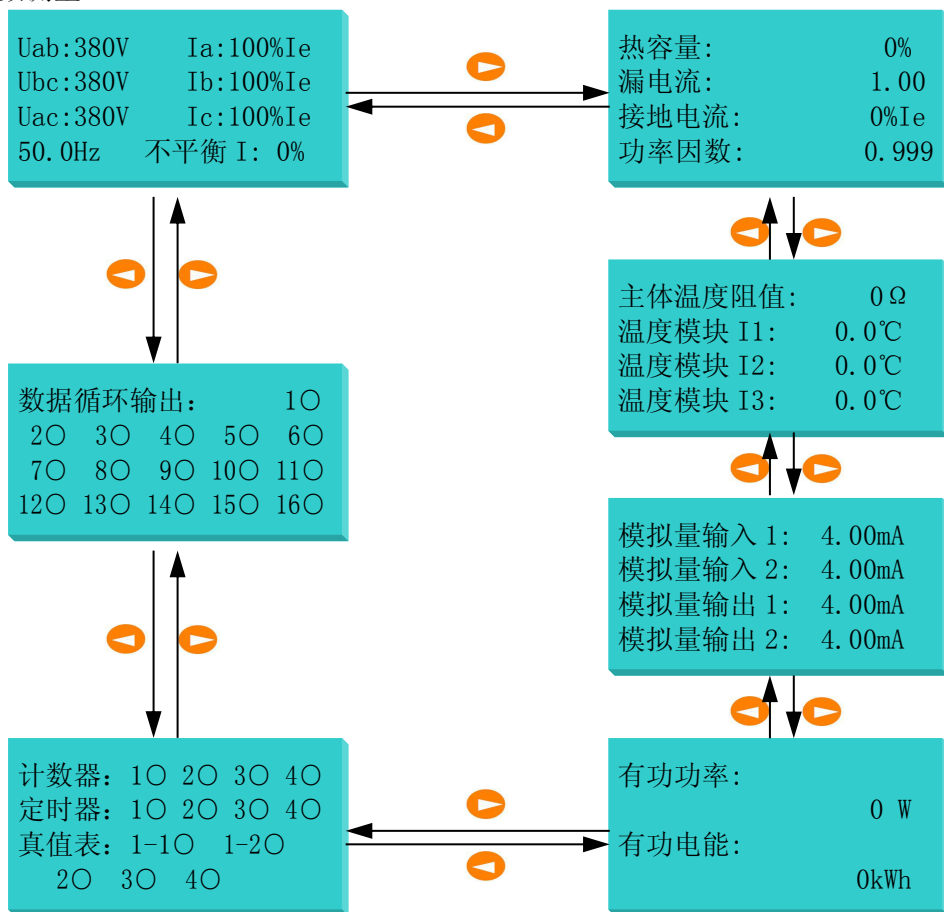 Uab:380V Ia:100%Ie
Ubc:380V Ib:100%Ie
Uac:380V Ic:100%Ie
50.0Hz 不平衡 I: 0%
热容量: 0%
漏电流: 1.00
接地电流: 0%Ie
功率因数: 0.999
主体温度阻值: 0Ω
温度模块 I1: 0.0℃
温度模块 I2: 0.0℃
温度模块 I3: 0.0℃
数据循环输出： 1○
2○ 3○ 4○ 5○ 6○
7○ 8○ 9○ 10○ 11○
12○ 13○ 14○ 15○ 16○
模拟量输入 1: 4.00mA
模拟量输入 2: 4.00mA
模拟量输出 1: 4.00mA
模拟量输出 2: 4.00mA
计数器：1○ 2○ 3○ 4○
定时器：1○ 2○ 3○ 4○
真值表：1-1○ 1-2○
2○ 3○ 4○
有功功率:
0 W
有功电能:
0kWh